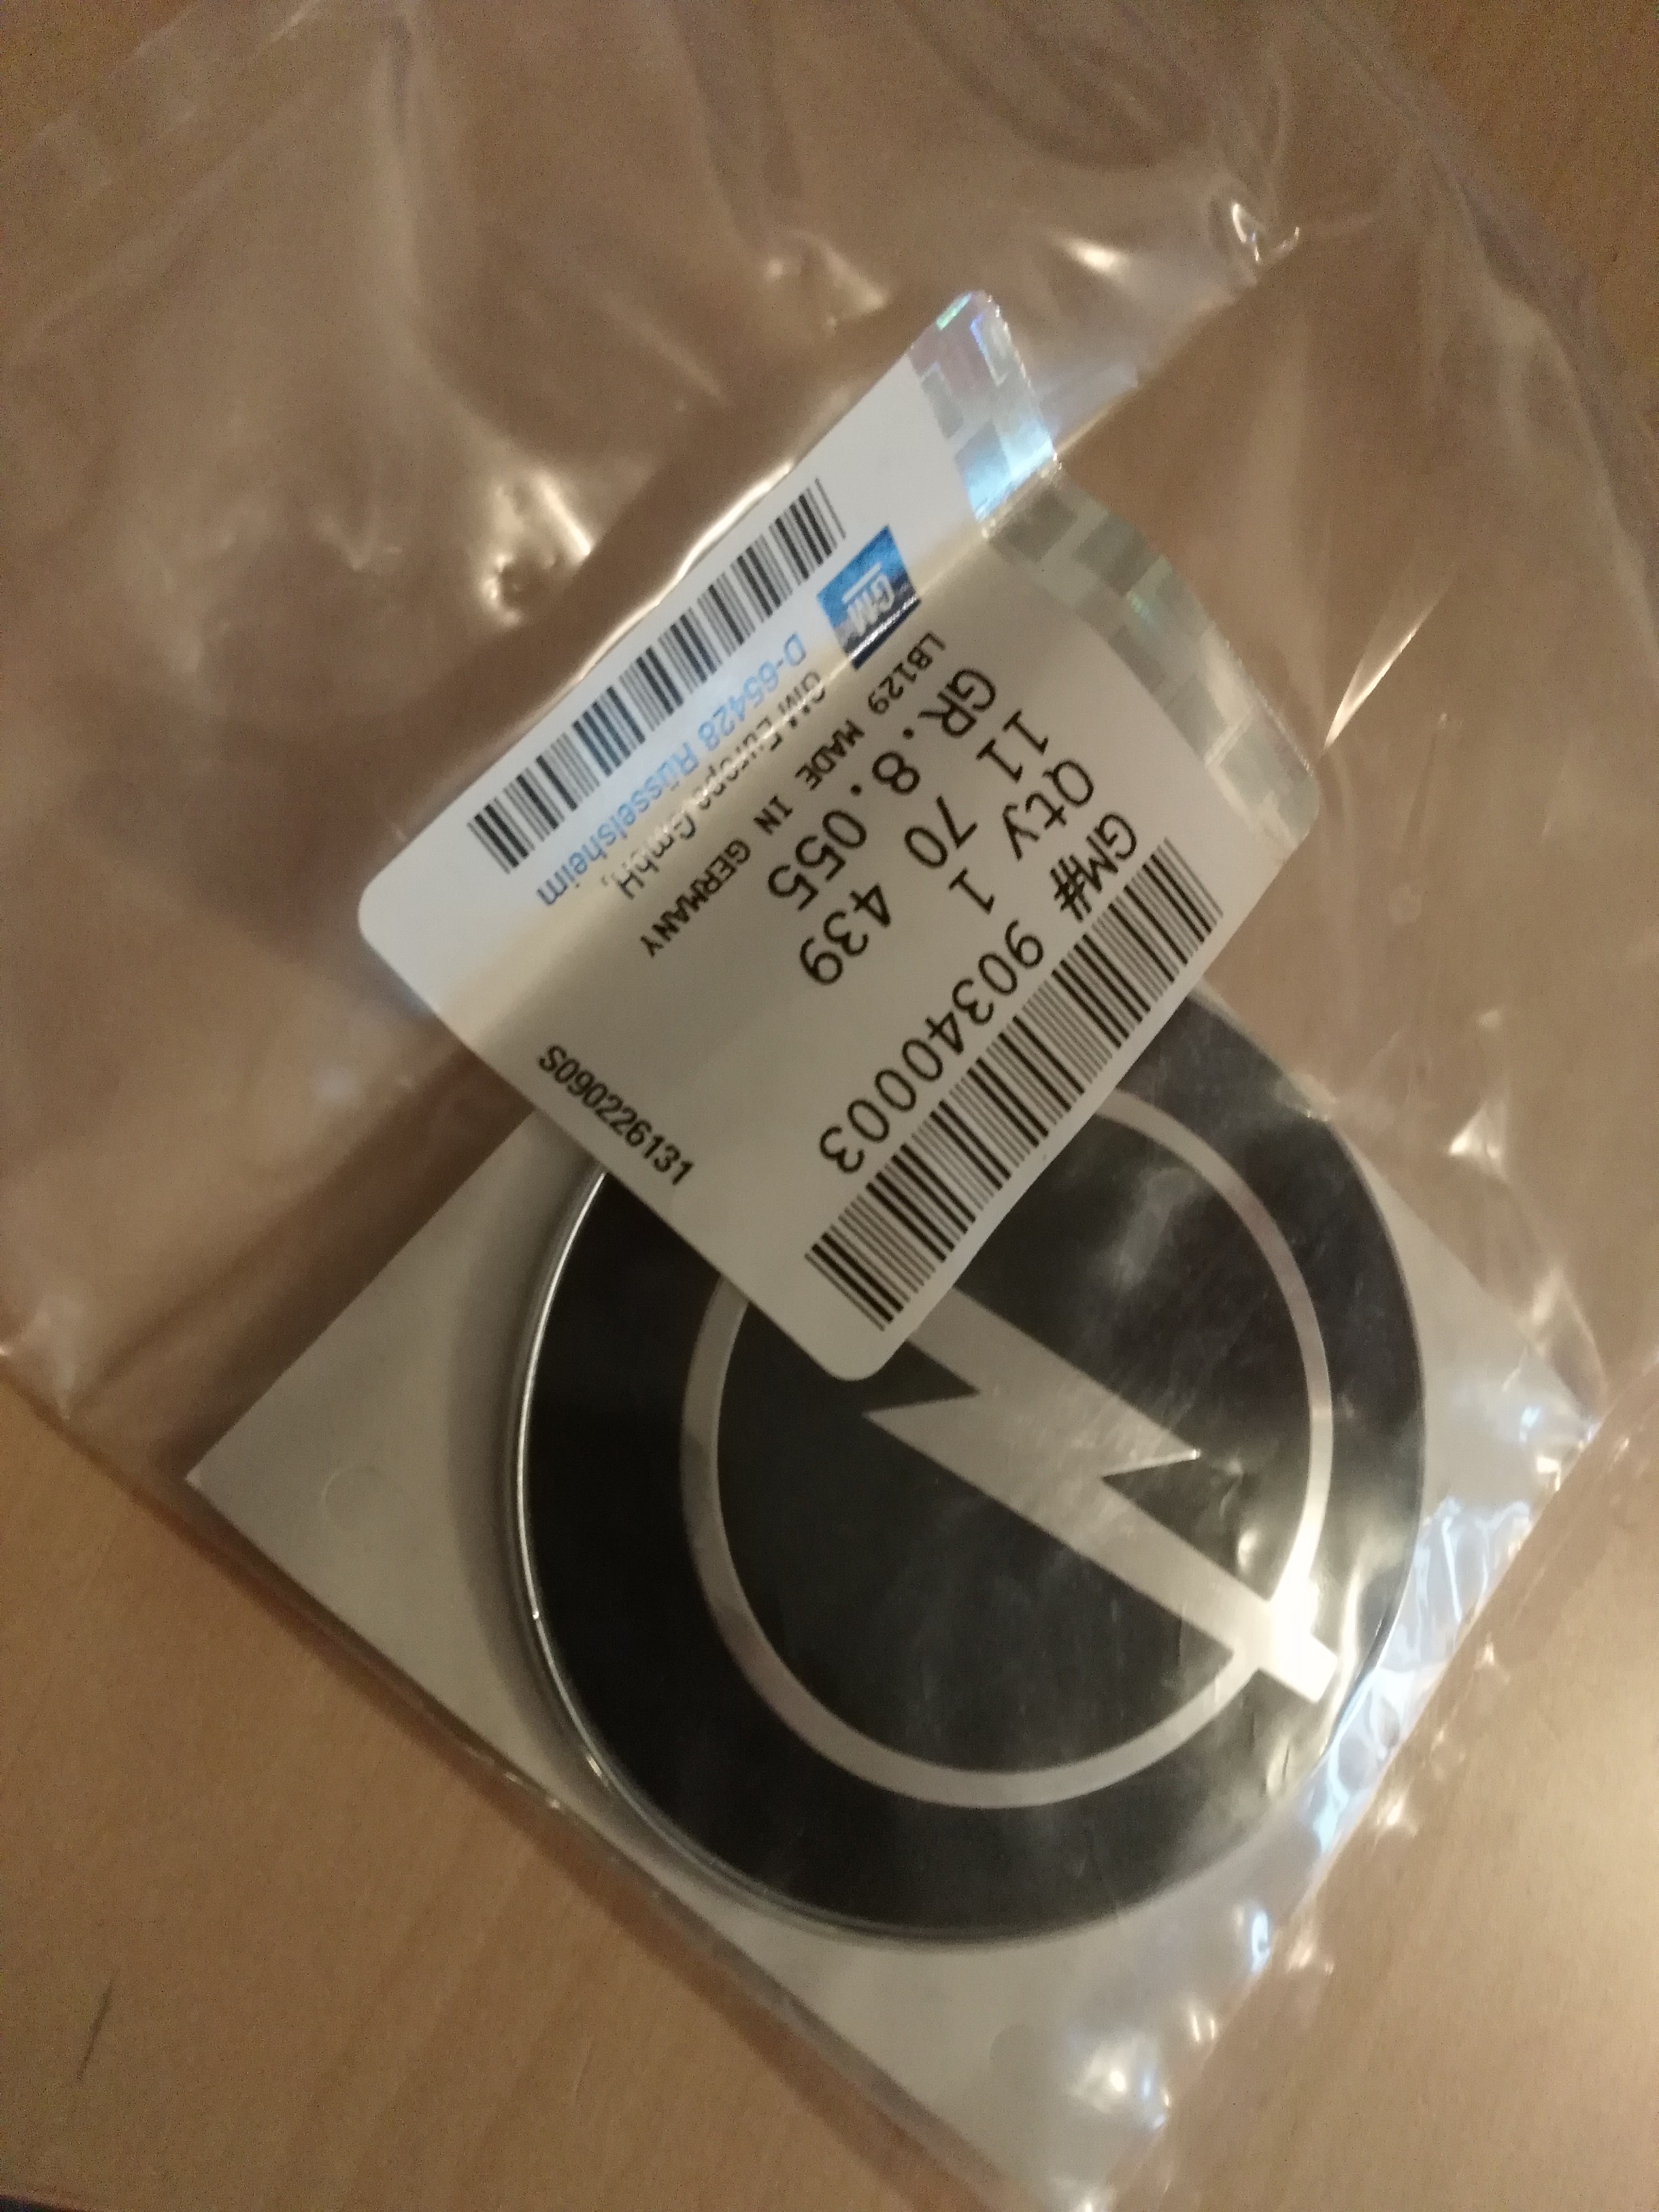 GM# 90340003
Qty 1
11 70 439
GR.8.055
LB129 MADE IN GERMANY
GM
GM Europe GmbH,
D-65428 Rüsselsheim
S090226131